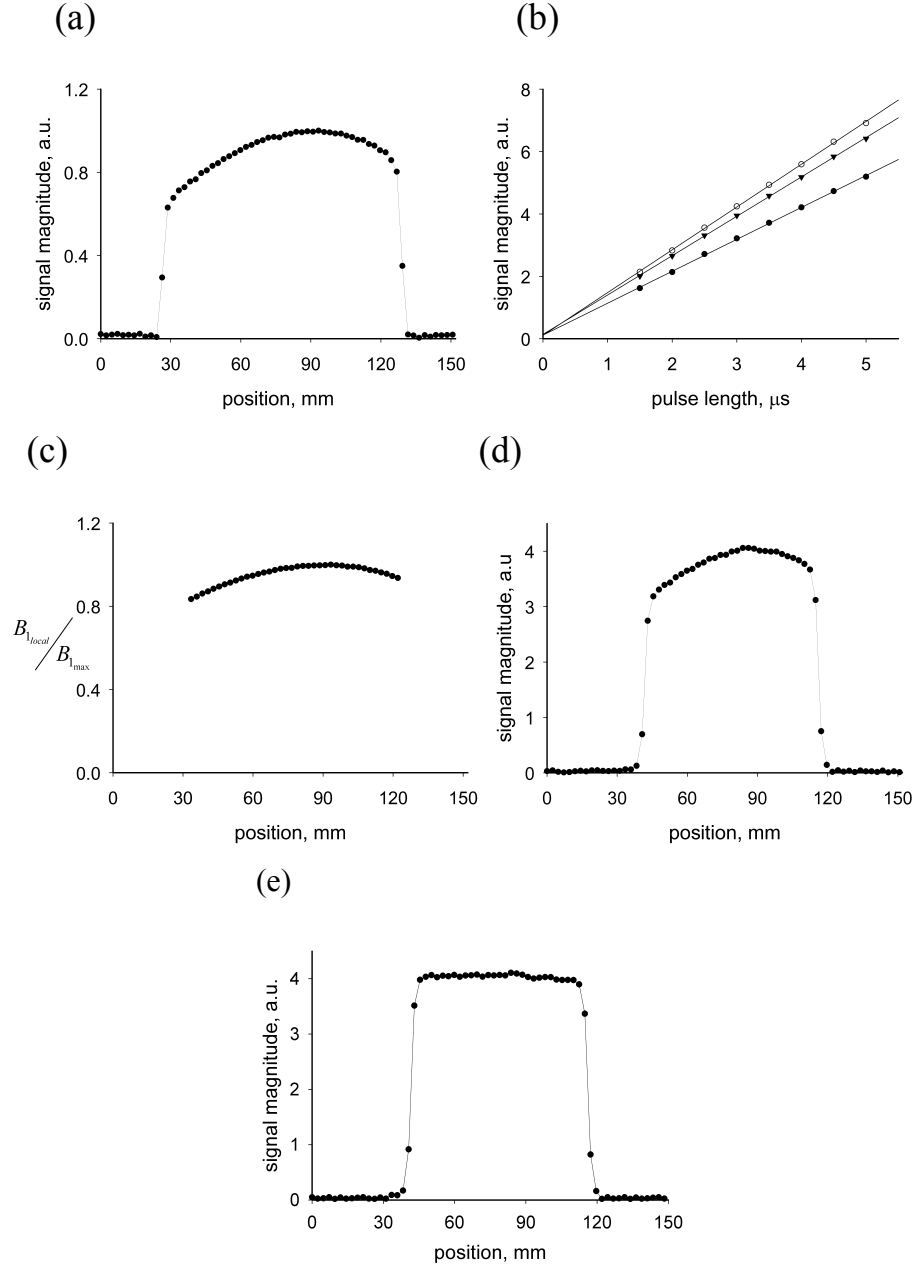 (a)
signal magnitude, a.u.
1.2
0.8
0.4
0.0
0 30 60 90 120 150
position, mm
(b)
signal magnitude, a.u.
8
6
4
2
0
0 1 2 3 4 5
pulse length, μs
(c)
B1local/B1max
1.2
0.8
0.4
0.0
0 30 60 90 120 150
position, mm
(d)
signal magnitude, a.u
4
3
2
1
0
0 30 60 90 120 150
position, mm
(e)
signal magnitude, a.u.
4
3
2
1
0
0 30 60 90 120 150
position, mm